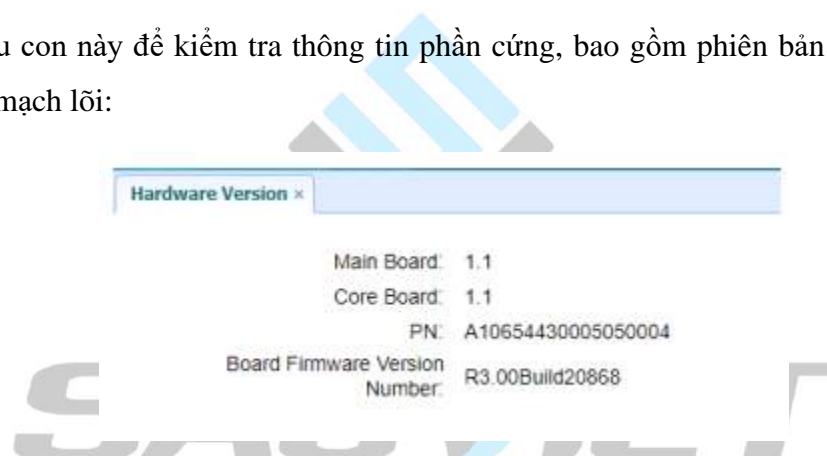 u con này để kiểm tra thông tin phần cứng, bao gồm phiên bản
mạch lõi:
Hardware Version ×
Main Board: 1.1
Core Board: 1.1
PN: A10654430005050004
Board Firmware Version
Number: R3.00Build20868